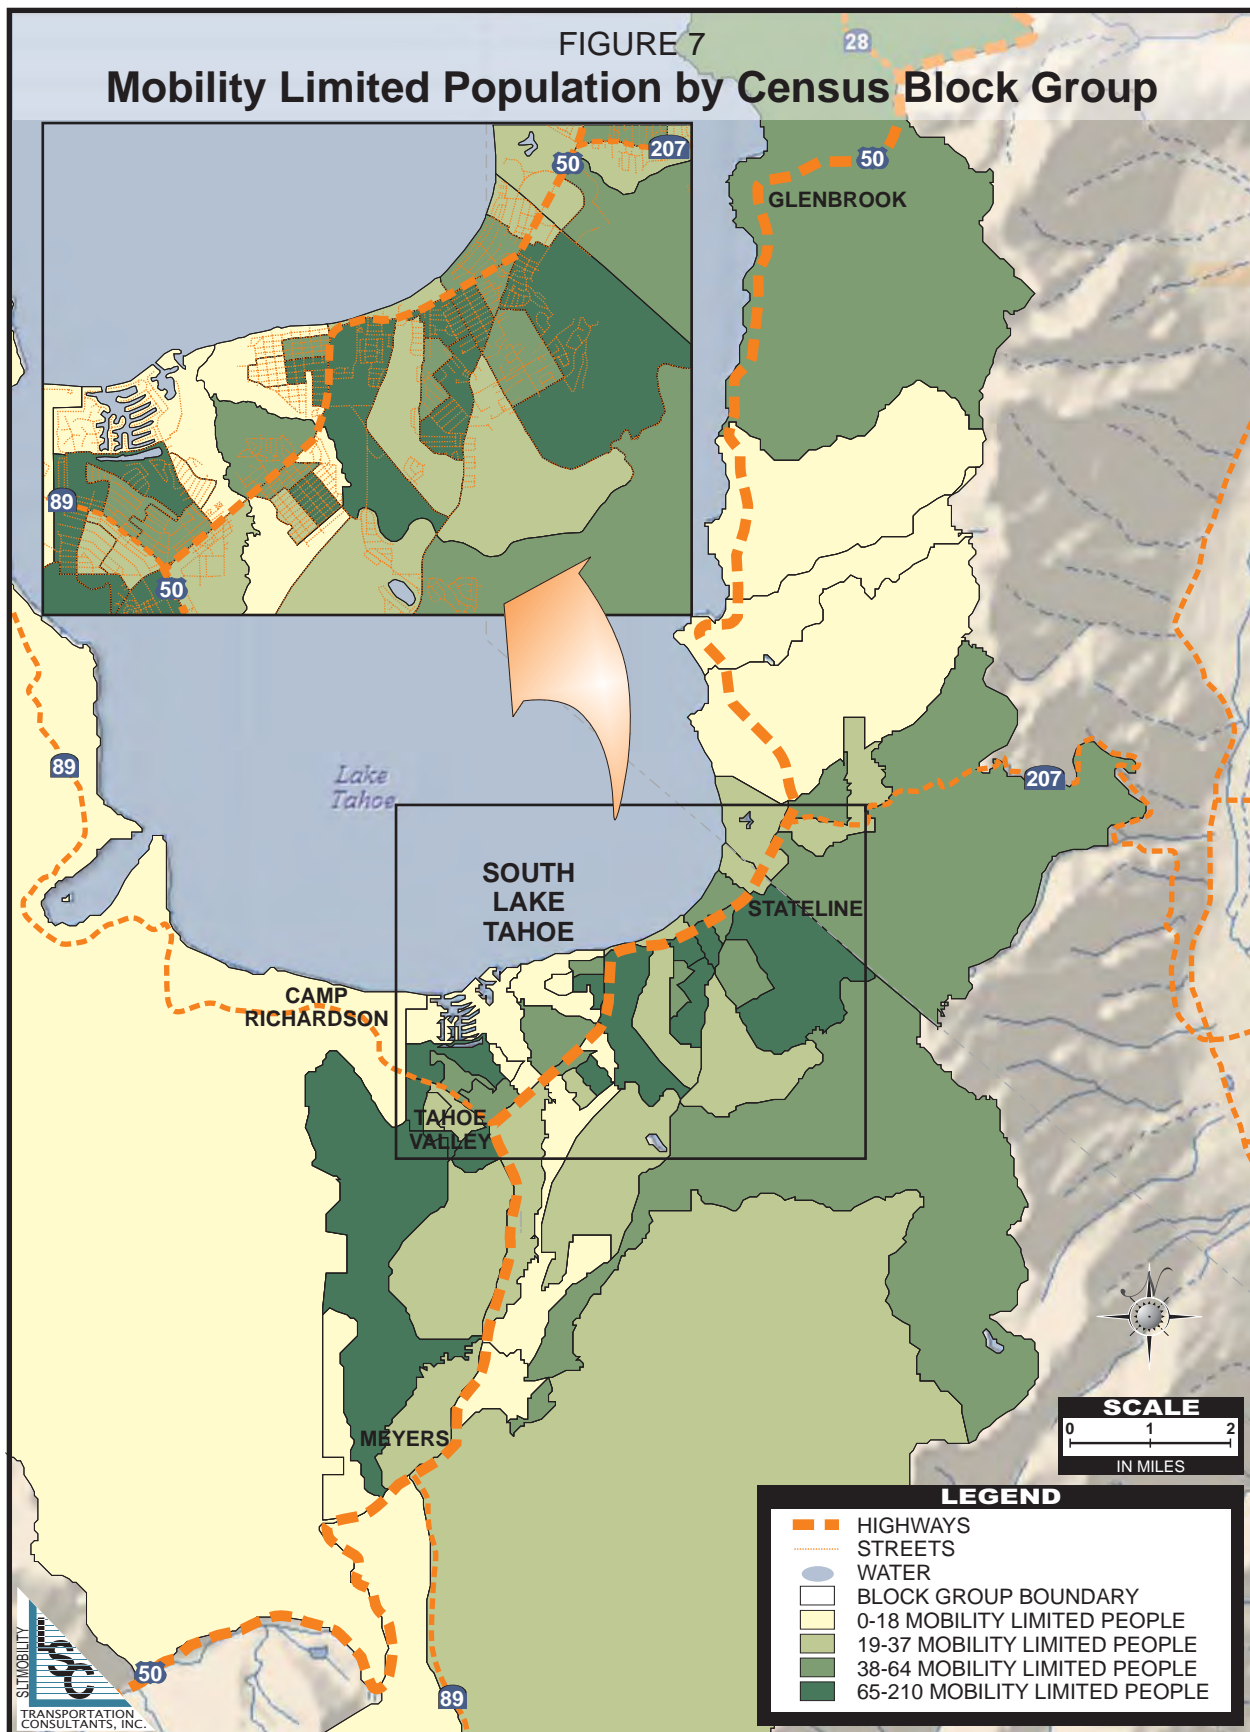 FIGURE 7
Mobility Limited Population by Census Block Group
28
50
207
50
GLENBROOK
89
50
89
Lake
Tahoe
207
SOUTH
LAKE
TAHOE
STATELINE
CAMP
RICHARDSON
TAHOE
VALLEY
MEYERS
SCALE
0 1 2
IN MILES
LEGEND
HIGHWAYS
STREETS
WATER
BLOCK GROUP BOUNDARY
0-18 MOBILITY LIMITED PEOPLE
19-37 MOBILITY LIMITED PEOPLE
38-64 MOBILITY LIMITED PEOPLE
65-210 MOBILITY LIMITED PEOPLE
50
89
SLTMOBILITY
LSC
TRANSPORTATION
CONSULTANTS, INC.